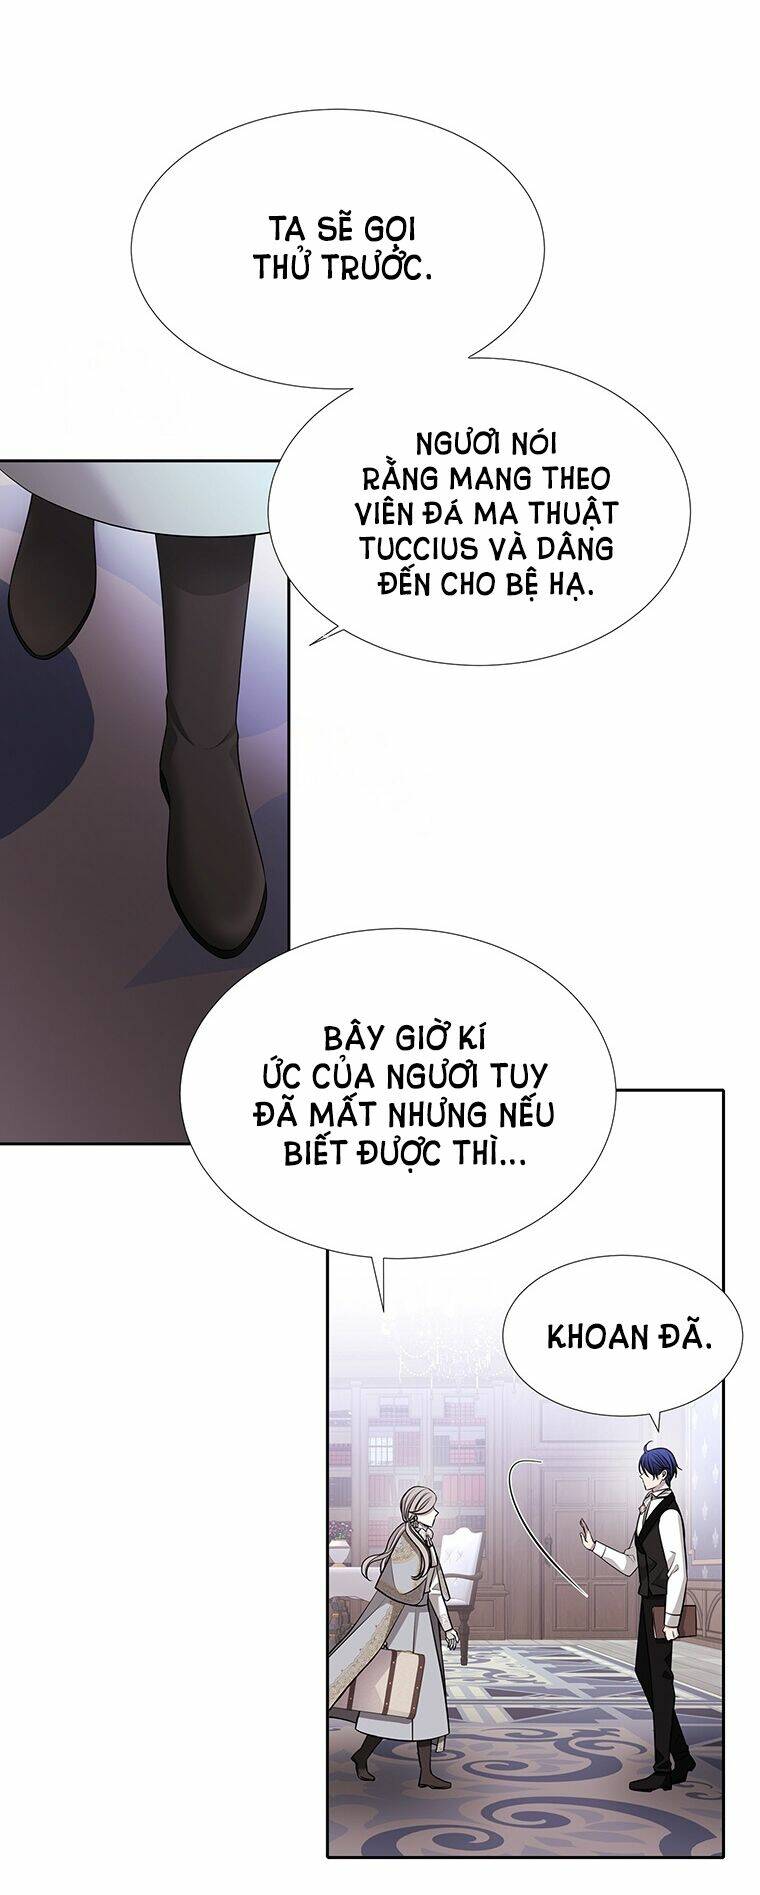 TA SẼ GỌI
THỬ TRƯỚC.
NGƯƠI NÓI
RẰNG MANG THEO
VIÊN ĐÁ MA THUẬT
TUCCIUS VÀ DÂNG
ĐẾN CHO BỆ HẠ.
BÂY GIỜ KÍ
ỨC CỦA NGƯƠI TUY
ĐÃ MẤT NHƯNG NẾU
BIẾT ĐƯỢC THÌ...
KHOAN ĐÃ.